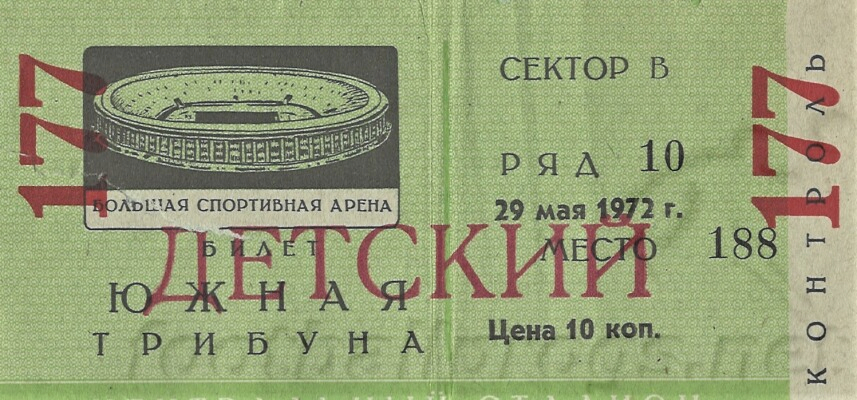 177
БОЛЬШАЯ СПОРТИВНАЯ АРЕНА
БИЛЕТ
ДЕТСКИЙ
ЮЖНАЯ
ТРИБУНА
СЕКТОР В
РЯД 10
29 мая 1972 г.
МЕСТО 188
Цена 10 коп.
177
КОНТРОЛЬ